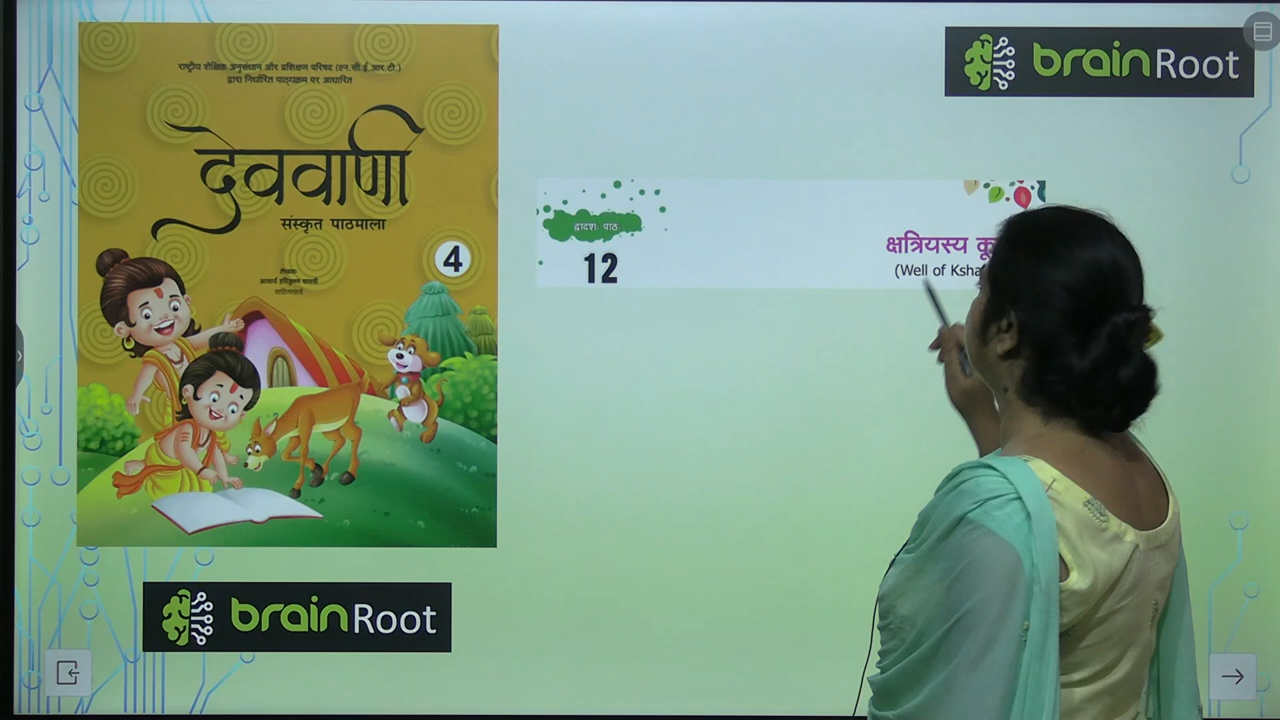 राष्ट्रीय शैक्षिक अनुसंधान और प्रशिक्षण परिषद (एन.सी.ई.आर.टी.)
द्वारा निर्धारित पाठ्यक्रम पर आधारित
देववाणी
संस्कृत पाठमाला
4
लेखक
brainRoot
brainRoot
द्वादश पाठ
12
क्षत्रियस्य
(Well of